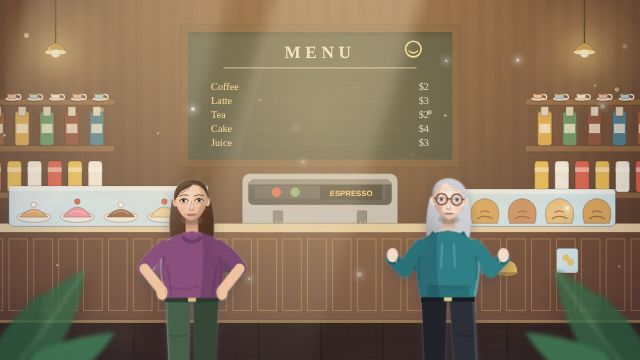 MENU
Coffee $2
Latte $3
Tea $2
Cake $4
Juice $3
ESPRESSO